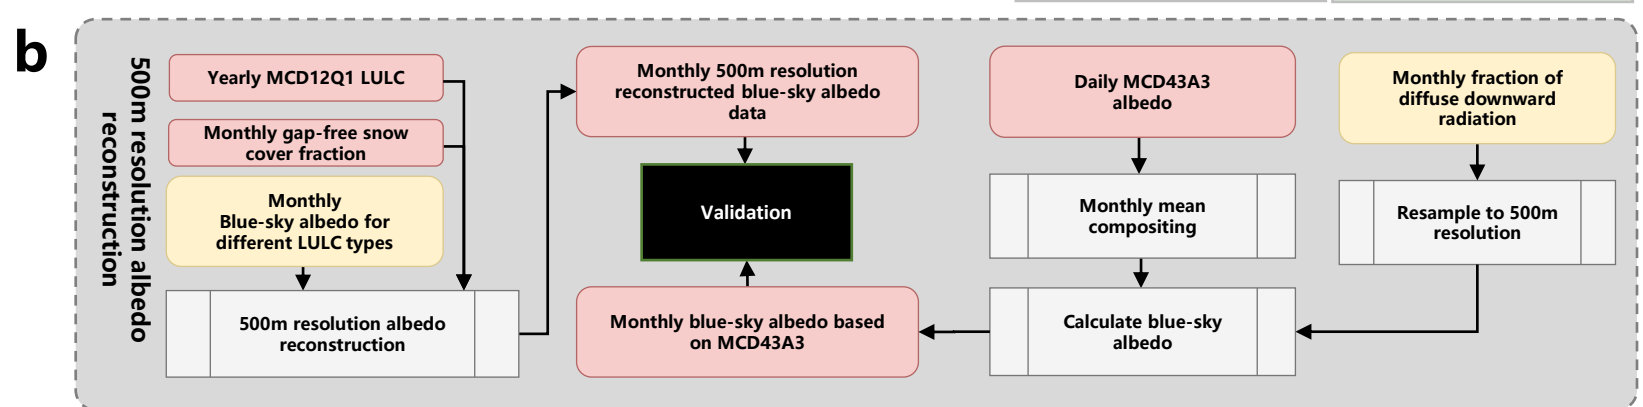 b
500m resolution albedo
reconstruction
Yearly MCD12Q1 LULC
Monthly gap-free snow
cover fraction
Monthly
Blue-sky albedo for
different LULC types
500m resolution albedo
reconstruction
Monthly 500m resolution
reconstructed blue-sky albedo
data
Validation
Monthly blue-sky albedo based
on MCD43A3
Daily MCD43A3
albedo
Monthly mean
compositing
Calculate blue-sky
albedo
Monthly fraction of
diffuse downward
radiation
Resample to 500m
resolution